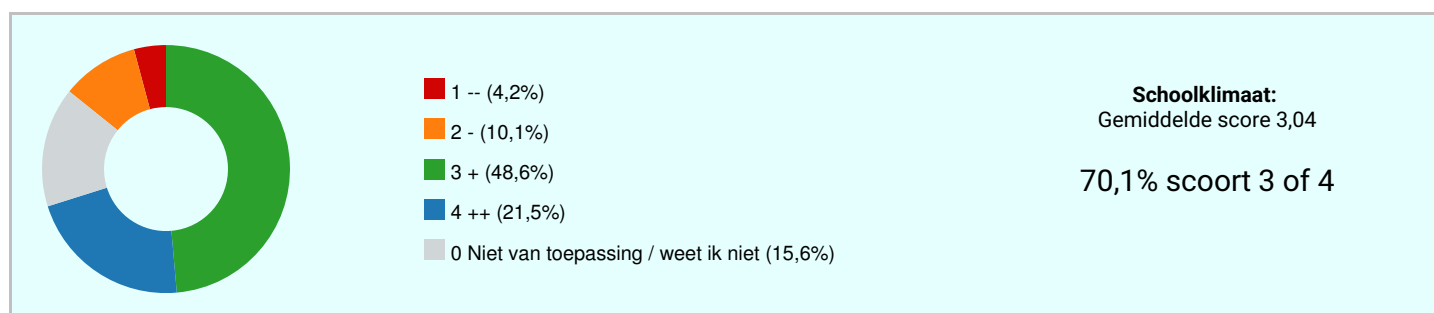 1 -- (4,2%)
2 - (10,1%)
3 + (48,6%)
4 ++ (21,5%)
0 Niet van toepassing / weet ik niet (15,6%)
Schoolklimaat:
Gemiddelde score 3,04
70,1% scoort 3 of 4